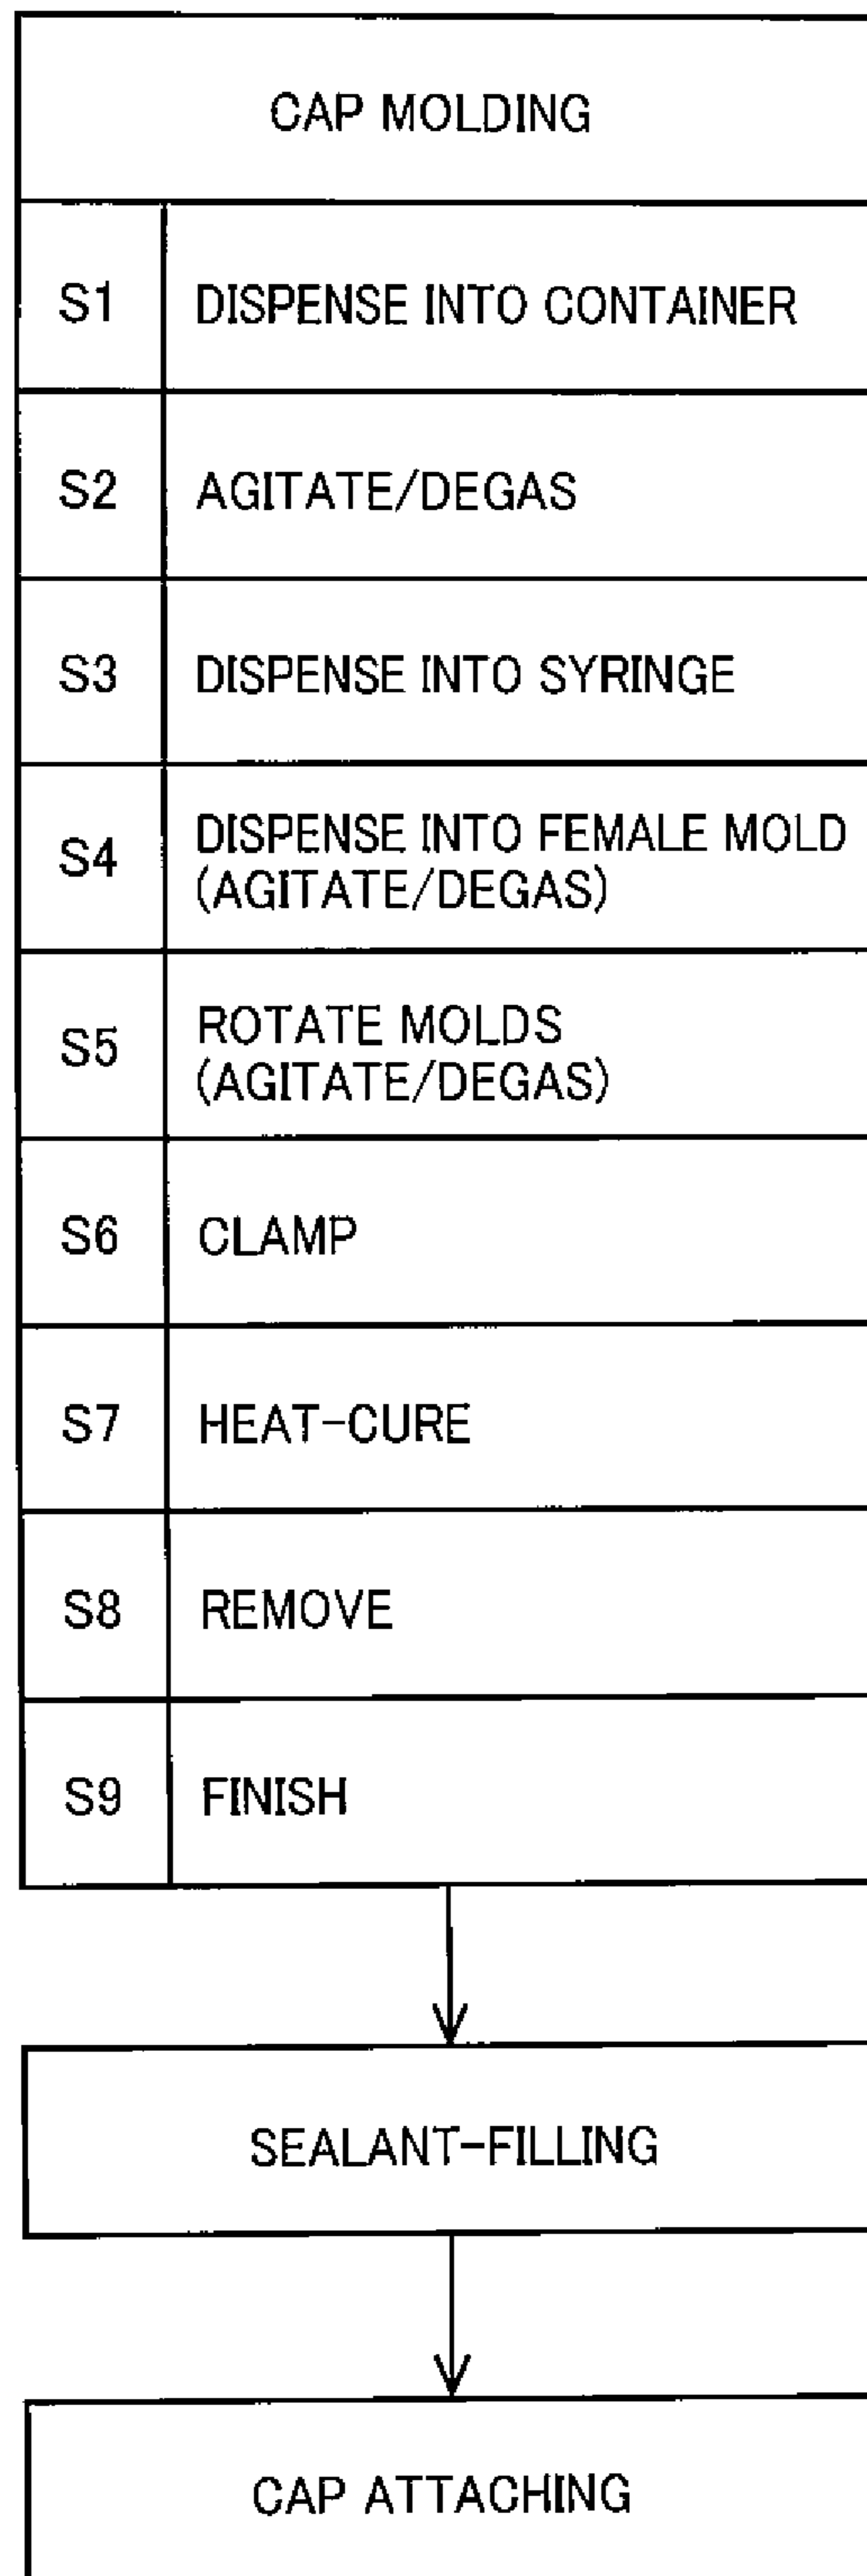 CAP MOLDING
S1 DISPENSE INTO CONTAINER
S2 AGITATE/DEGAS
S3 DISPENSE INTO SYRINGE
S4 DISPENSE INTO FEMALE MOLD
(AGITATE/DEGAS)
S5 ROTATE MOLDS
(AGITATE/DEGAS)
S6 CLAMP
S7 HEAT-CURE
S8 REMOVE
S9 FINISH
SEALANT-FILLING
CAP ATTACHING